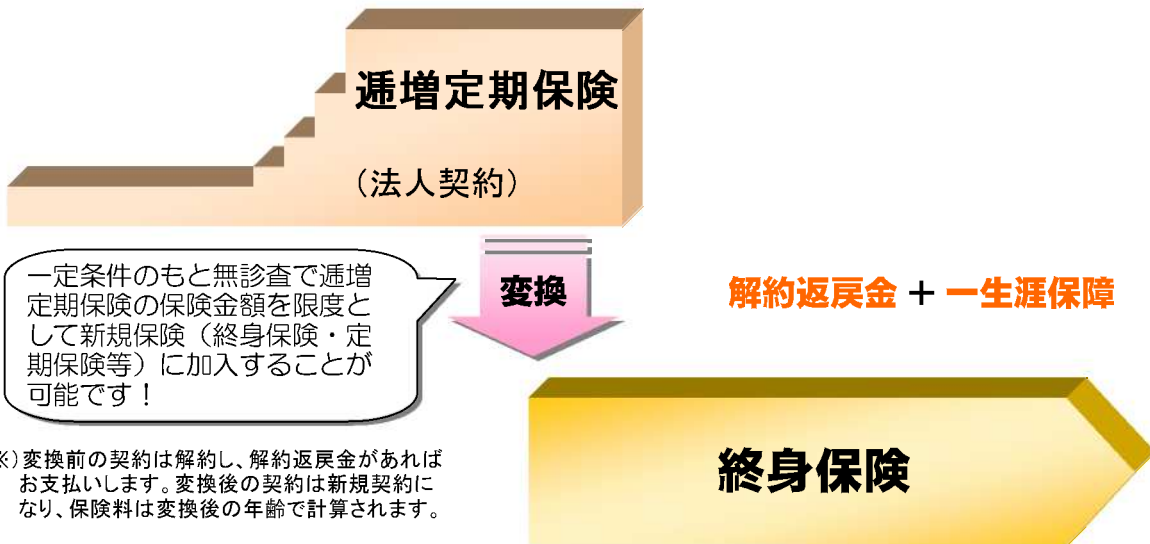 逓増定期保険
（法人契約）
一定条件のもと無診査で逓増
定期保険の保険金額を限度と
して新規保険（終身保険・定
期保険等）に加入することが
可能です！
変換
解約返戻金 + 一生涯保障
終身保険
※)変換前の契約は解約し、解約返戻金があれば
お支払いします。変換後の契約は新規契約に
なり、保険料は変換後の年齢で計算されます。